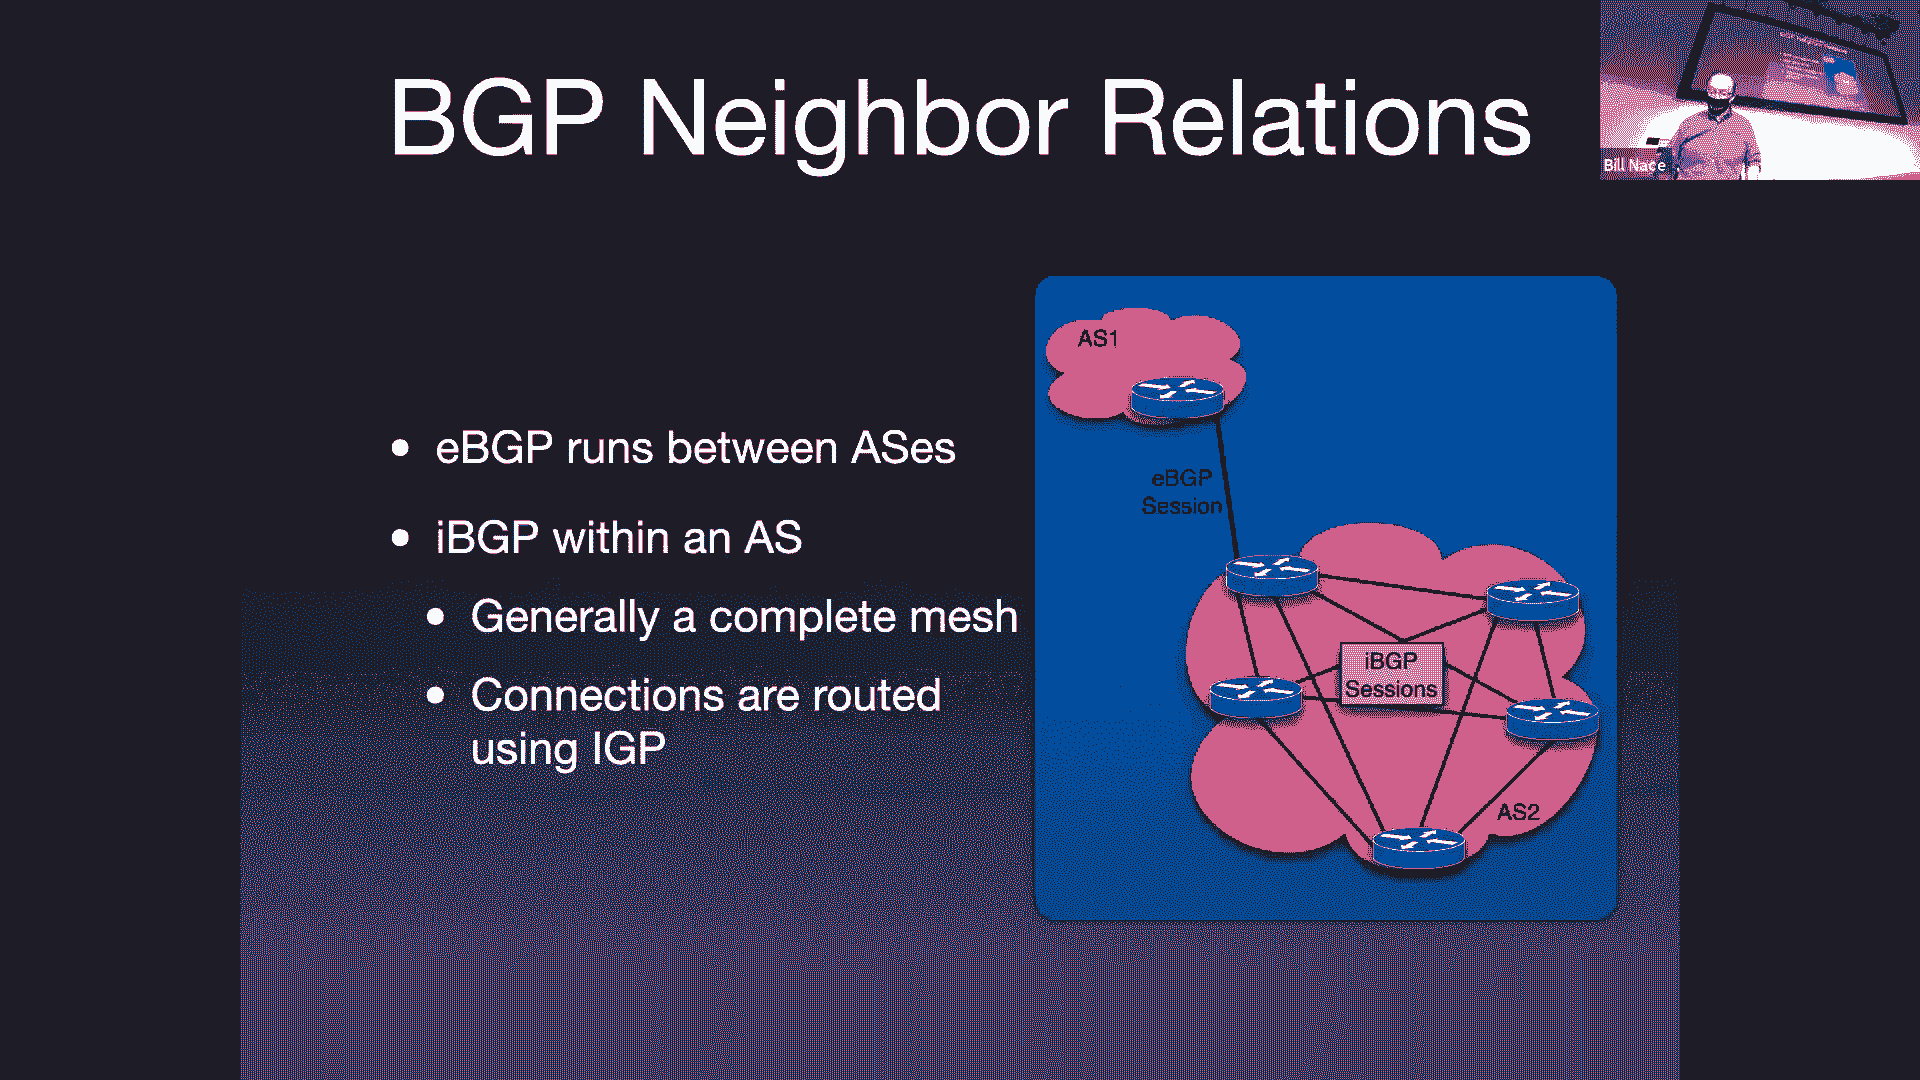 BGP Neighbor Relations
Bill Nace
• eBGP runs between ASes
• iBGP within an AS
• Generally a complete mesh
• Connections are routed
using IGP
AS1
eBGP
Session
iBGP
Sessions
AS2